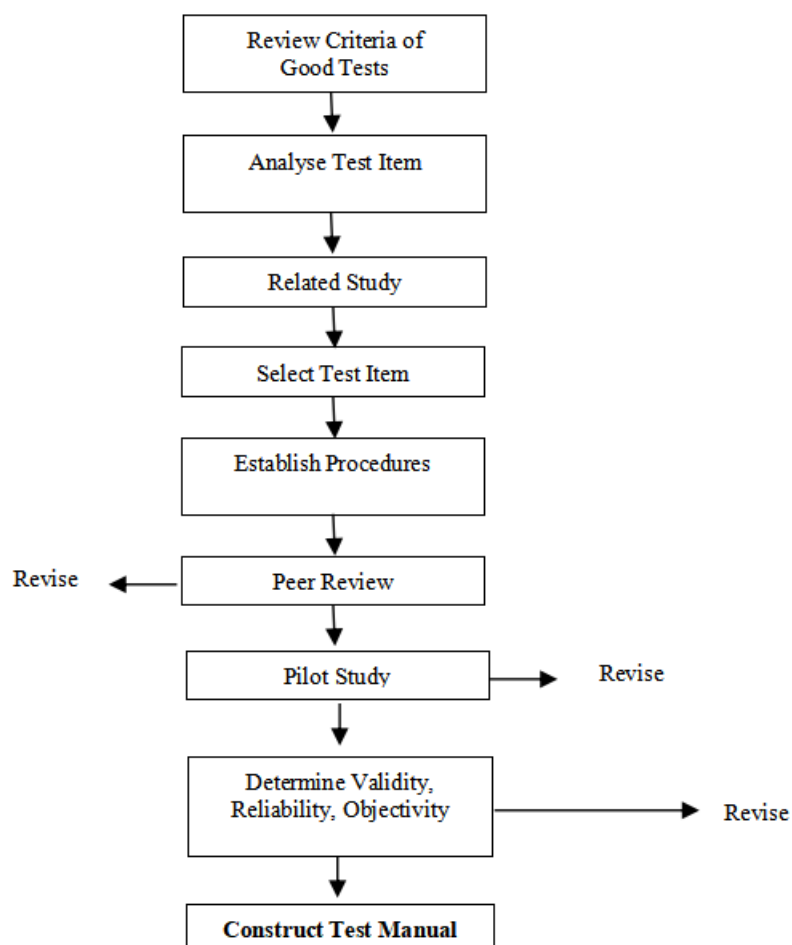 Review Criteria of
Good Tests
Analyse Test Item
Related Study
Select Test Item
Establish Procedures
Revise
Peer Review
Pilot Study
Revise
Determine Validity,
Reliability, Objectivity
Revise
Construct Test Manual